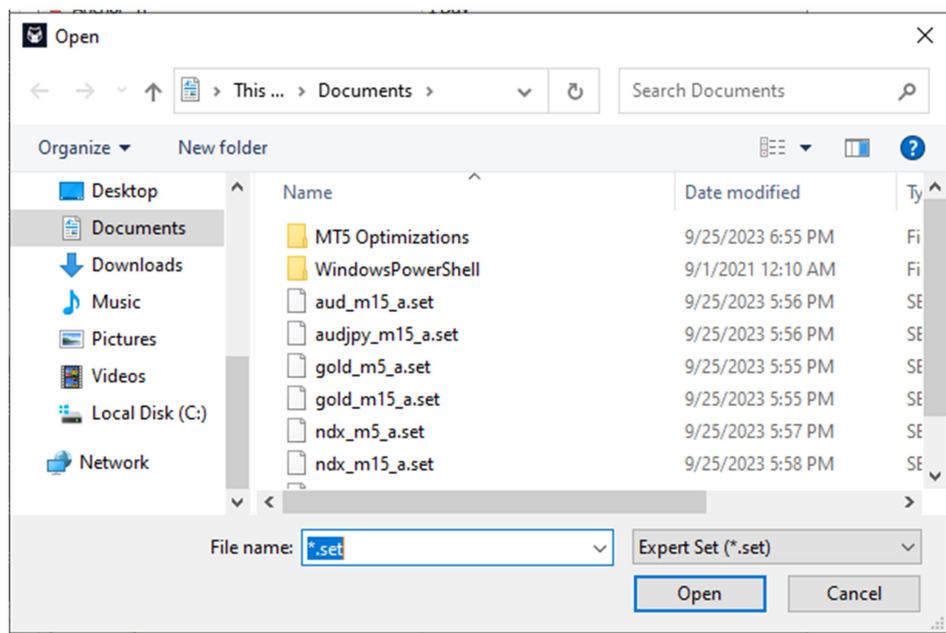 Open
This ... > Documents >
Search Documents
Organize
New folder
Name
Date modified
Desktop
Documents
Downloads
Music
Pictures
Videos
Local Disk (C:)
Network
MT5 Optimizations 9/25/2023 6:55 PM Fi
WindowsPowerShell 9/1/2021 12:10 AM Fi
aud_m15_a.set 9/25/2023 5:56 PM SE
audjpy_m15_a.set 9/25/2023 5:56 PM SE
gold_m5_a.set 9/25/2023 5:55 PM SE
gold_m15_a.set 9/25/2023 5:55 PM SE
ndx_m5_a.set 9/25/2023 5:57 PM SE
ndx_m15_a.set 9/25/2023 5:58 PM SE
File name: *.set
Expert Set (*.set)
Open
Cancel